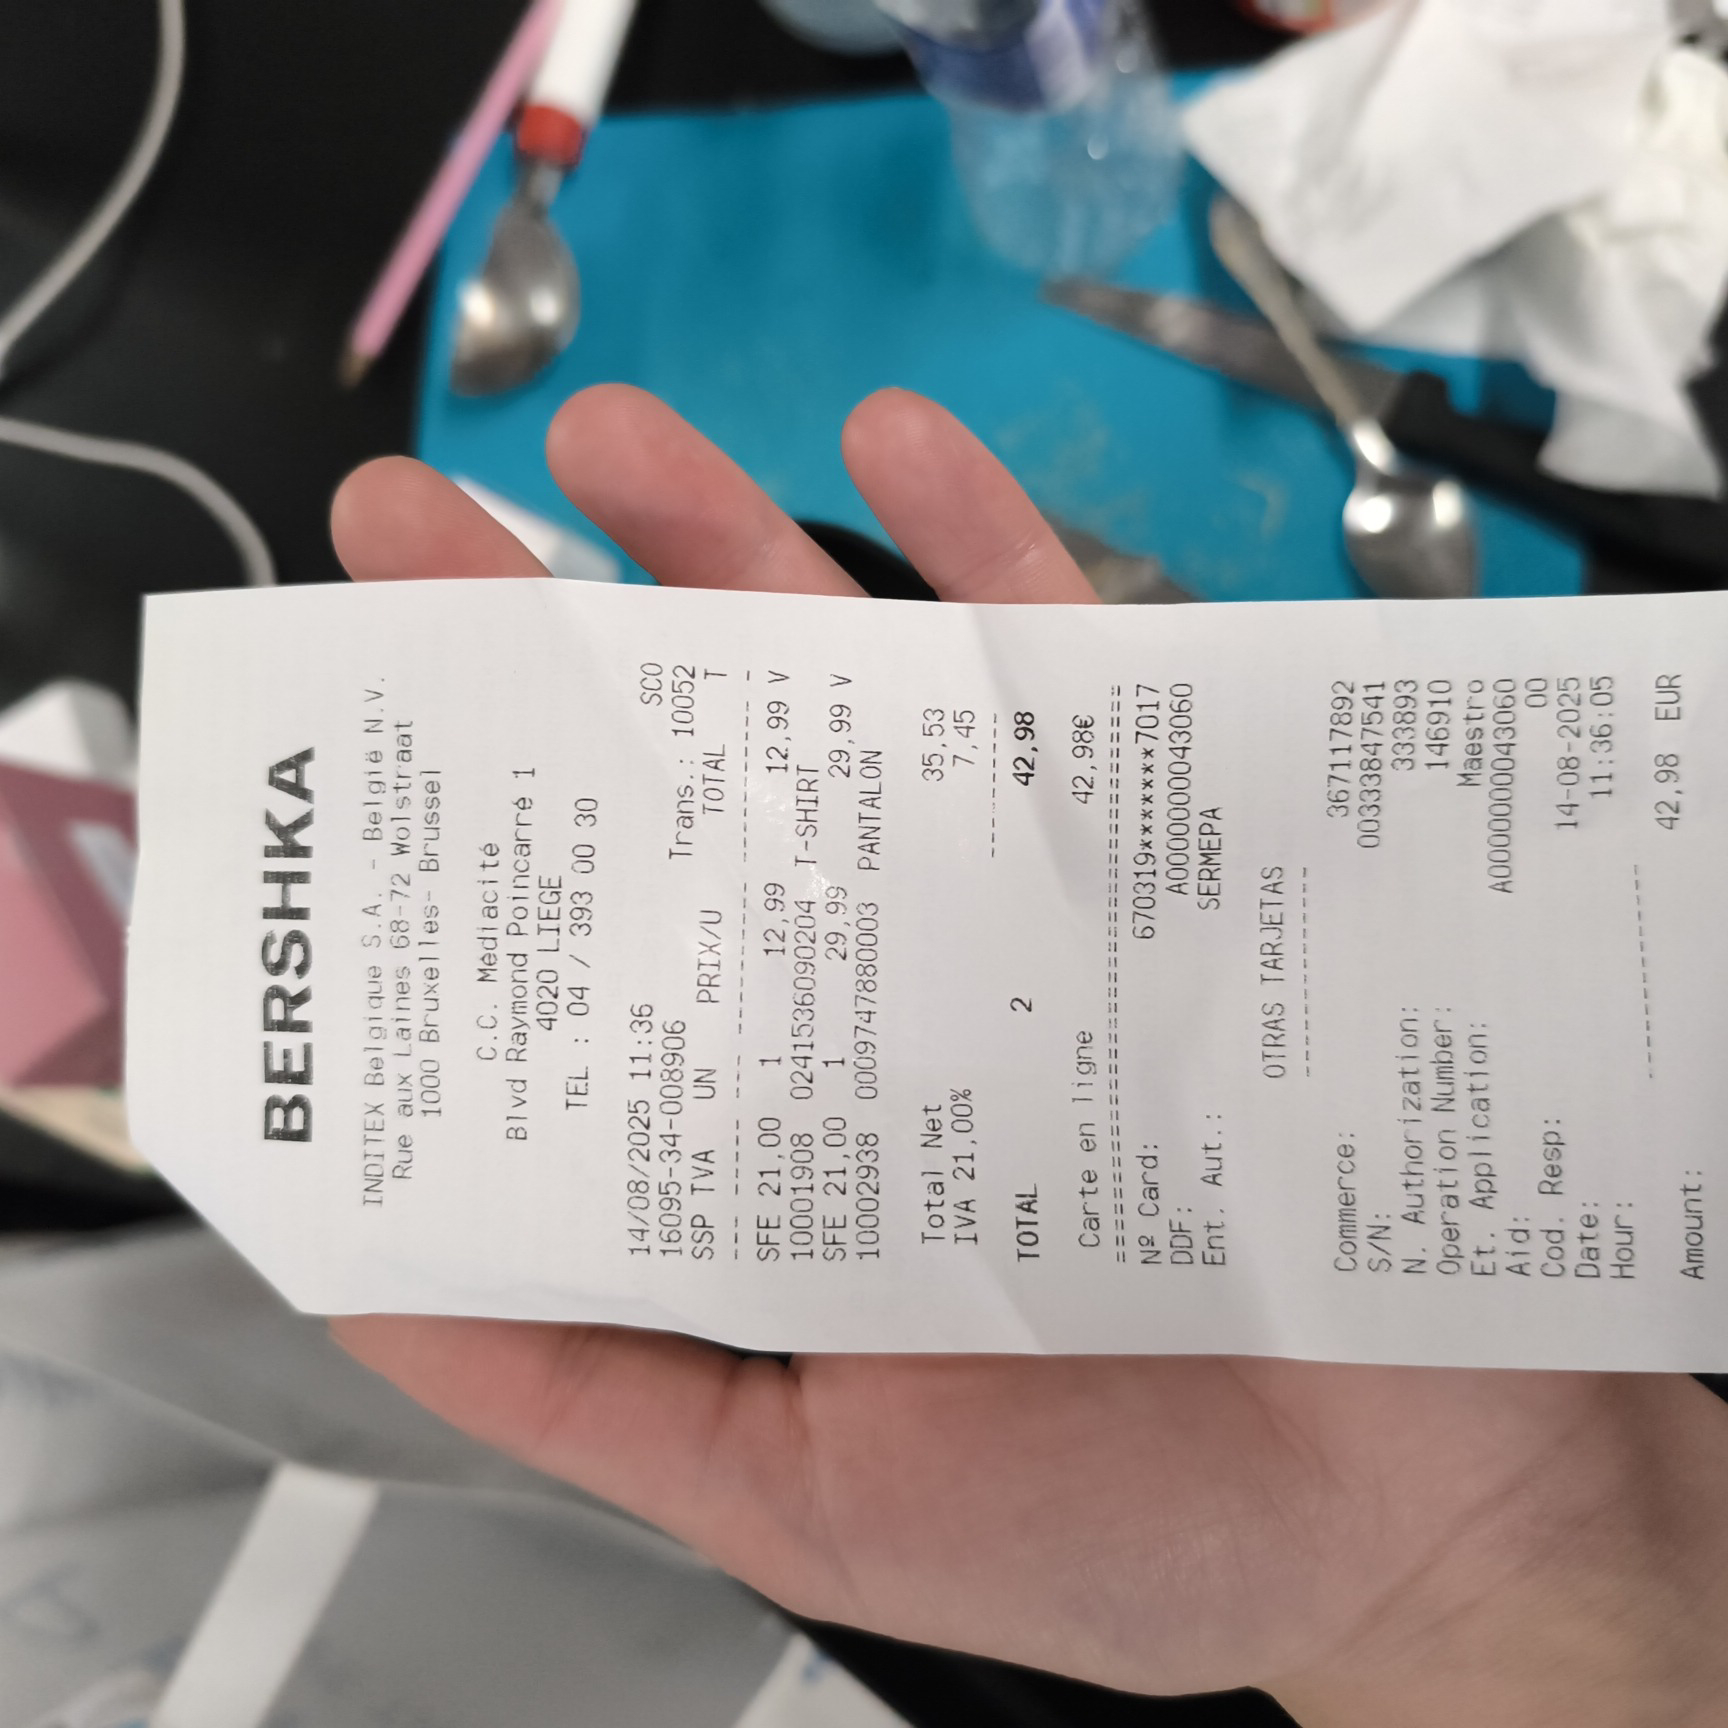 BERSHKA
INDITEX Belgique S.A. - België N.V.
Rue aux Laines 68-72 Wolstraat
1000 Bruxelles- Brussel
C.C. Médiacité
Blvd Raymond Poincarré 1
4020 LIEGE
TEL : 04 / 393 00 30
14/08/2025 11:36 SCO
16095-34-008906 Trans.: 10052
SSP TVA UN PRIX/U TOTAL T
--- ----- --- ---------- ---------- -
SFE 21,00 1 12,99 12,99 V
10001908 0241536090204 T-SHIRT
SFE 21,00 1 29,99 29,99 V
10002938 0009747880003 PANTALON
Total Net 35,53
IVA 21,00% 7,45
----------
TOTAL 2 42,98
Carte en ligne 42,98€
========================================
Nº Card: 670319*********7017
DDF: A0000000043060
Ent. Aut.: SERMEPA
OTRAS TARJETAS
---------------
Commerce: 367117892
S/N: 00333847541
N. Authorization: 333893
Operation Number: 146910
Et. Application: Maestro
Aid: A0000000043060
Cod. Resp: 00
Date: 14-08-2025
Hour: 11:36:05
---------------
Amount: 42,98 EUR